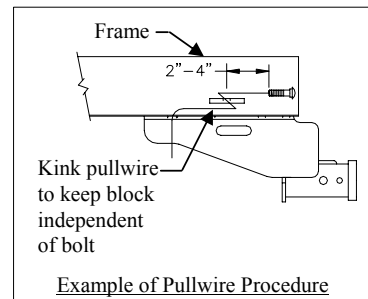 Frame
2”-4”
Kink pullwire
to keep block
independent
of bolt
Example of Pullwire Procedure